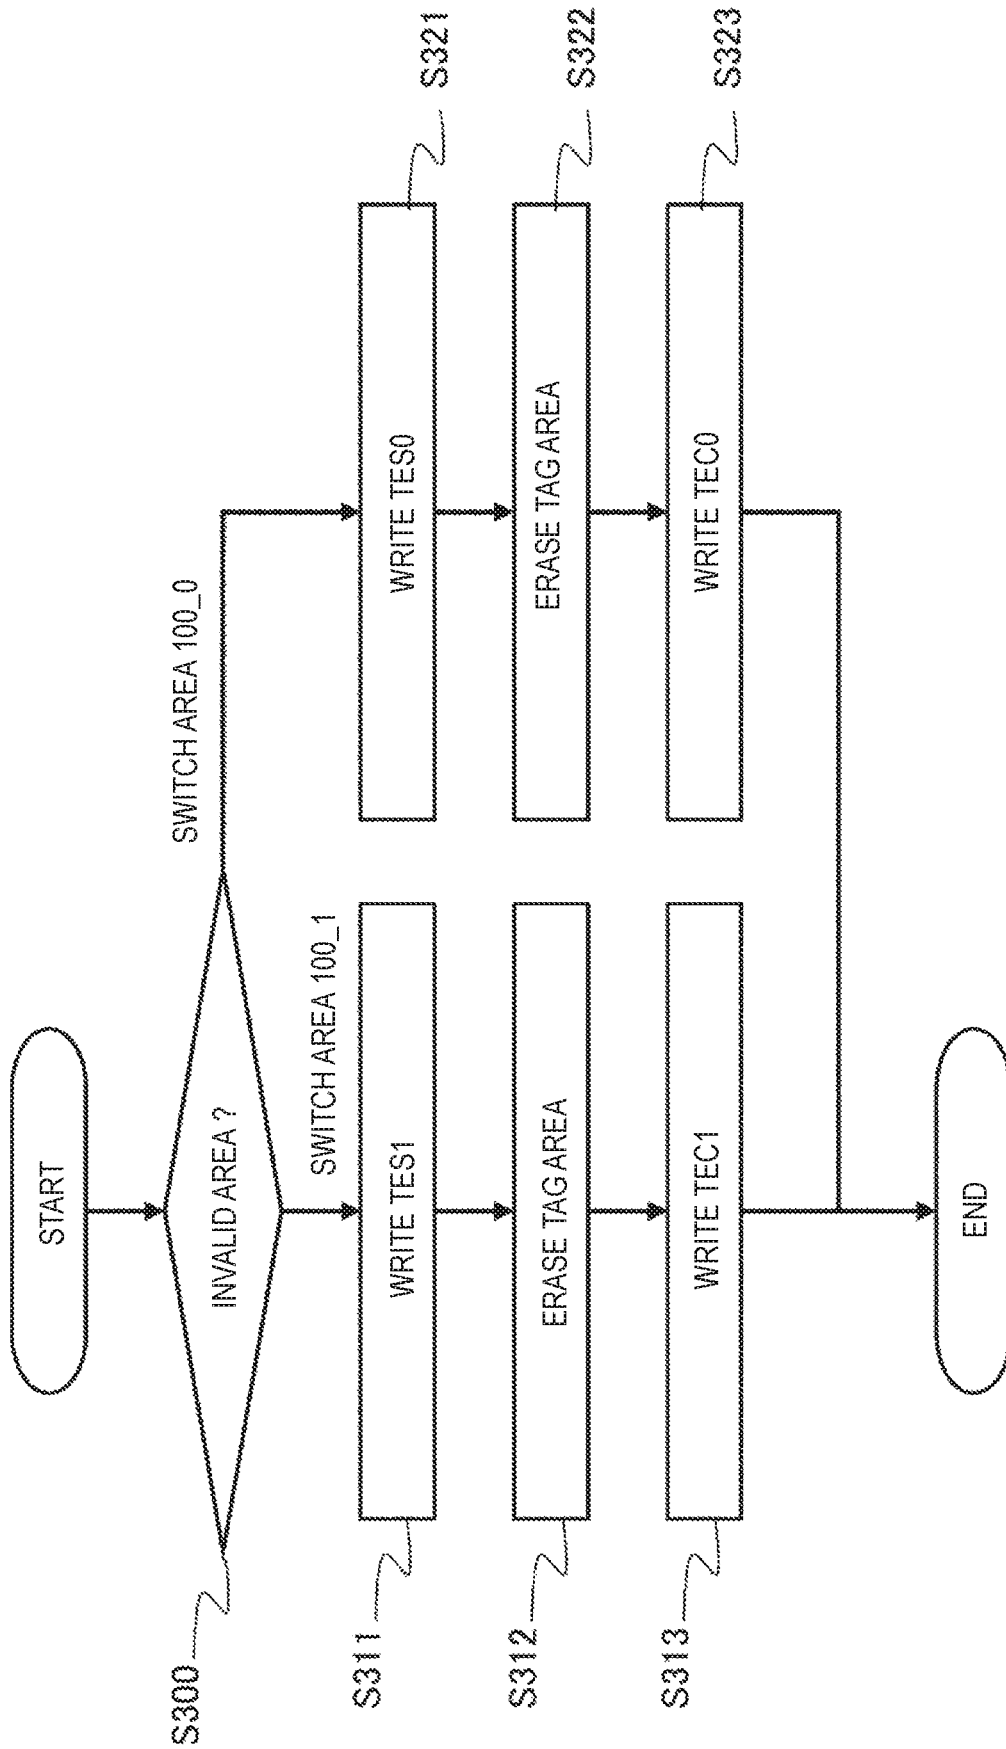 START
S300
INVALID AREA ?
SWITCH AREA 100_0
SWITCH AREA 100_1
S311
WRITE TES1
WRITE TES0
S321
S312
ERASE TAG AREA
ERASE TAG AREA
S322
S313
WRITE TEC1
WRITE TEC0
S323
END